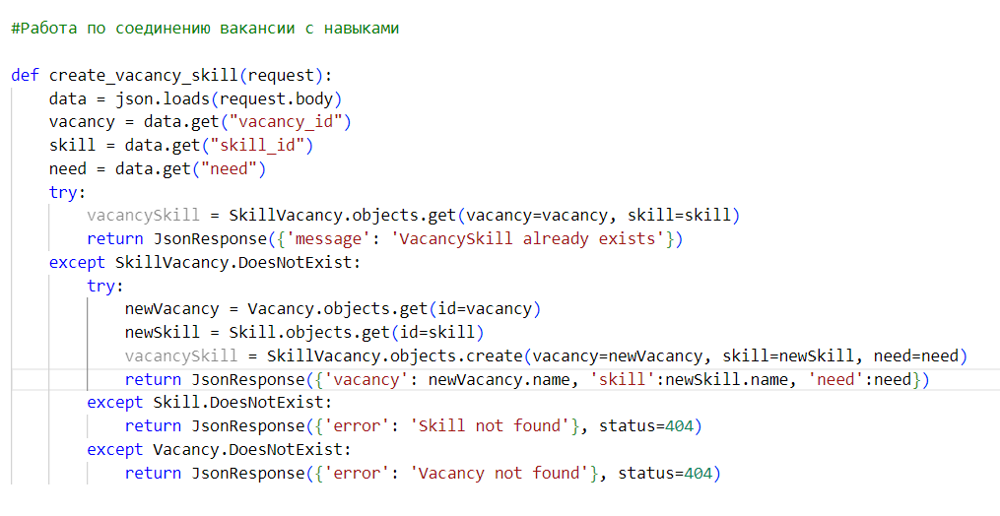 #Работа по соединению вакансии с навыками
def create_vacancy_skill(request):
    data = json.loads(request.body)
    vacancy = data.get("vacancy_id")
    skill = data.get("skill_id")
    need = data.get("need")
    try:
        vacancySkill = SkillVacancy.objects.get(vacancy=vacancy, skill=skill)
        return JsonResponse({'message': 'VacancySkill already exists'})
    except SkillVacancy.DoesNotExist:
        try:
            newVacancy = Vacancy.objects.get(id=vacancy)
            newSkill = Skill.objects.get(id=skill)
            vacancySkill = SkillVacancy.objects.create(vacancy=newVacancy, skill=newSkill, need=need)
            return JsonResponse({'vacancy': newVacancy.name, 'skill':newSkill.name, 'need':need})
        except Skill.DoesNotExist:
            return JsonResponse({'error': 'Skill not found'}, status=404)
        except Vacancy.DoesNotExist:
            return JsonResponse({'error': 'Vacancy not found'}, status=404)